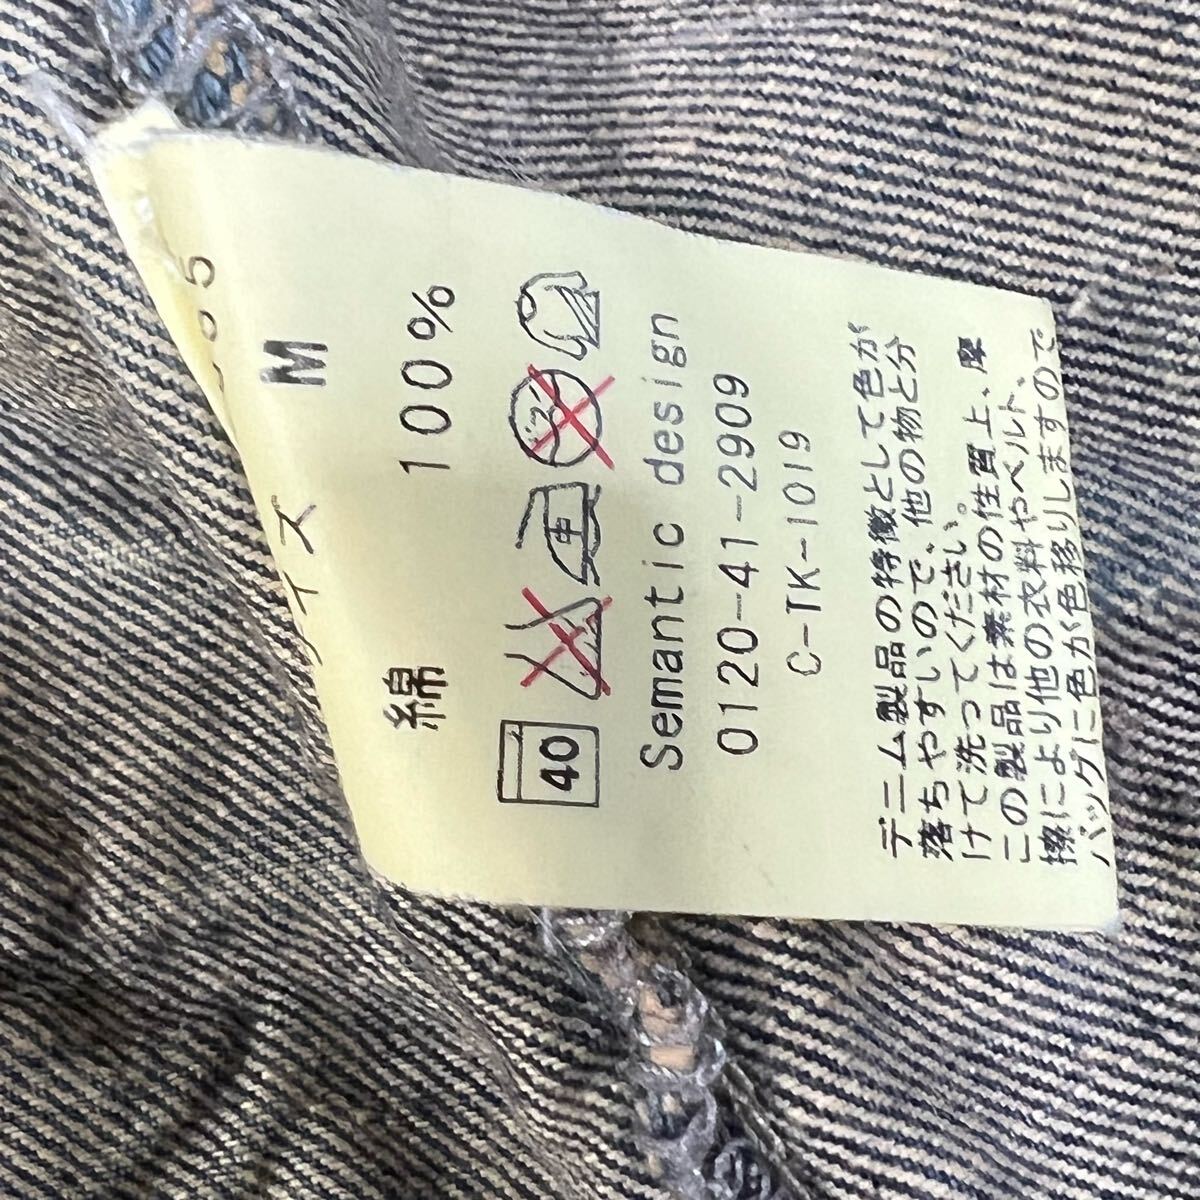 サイズ M
綿 100%
40 中
Semantic design
0120-41-2909
C-TK-1019
デニム製品の特徴として色が
落ちやすいので、他の物と分
けて洗ってください。
この製品は素材の性質上、摩
擦により他の衣料やベルト、
バッグに色が色移りしますので